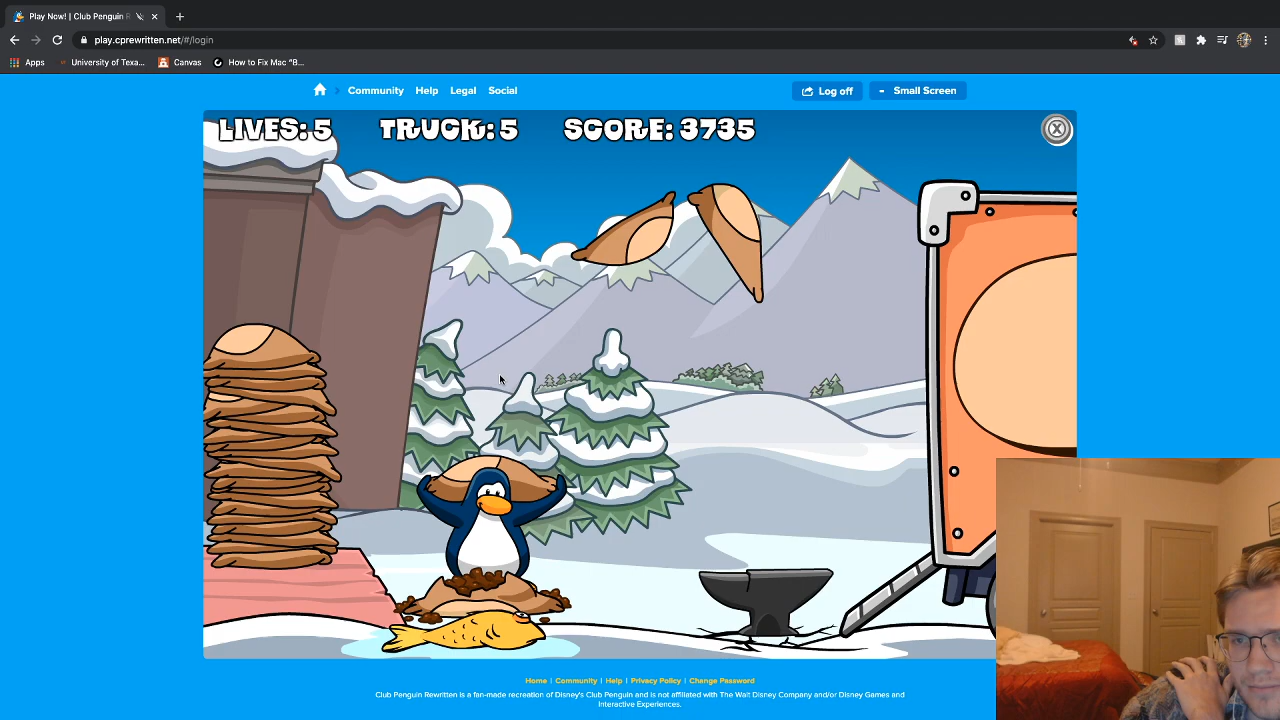 Play Now! | Club Penguin R
play.cprewritten.net/#/login
Apps University of Texa... Canvas How to Fix Mac “B...
Community Help Legal Social Log off - Small Screen
LIVES: 5 TRUCK: 5 SCORE: 3735
Home | Community | Help | Privacy Policy | Change Password
Club Penguin Rewritten is a fan-made recreation of Disney's Club Penguin and is not affiliated with The Walt Disney Company and/or Disney Games and
Interactive Experiences.